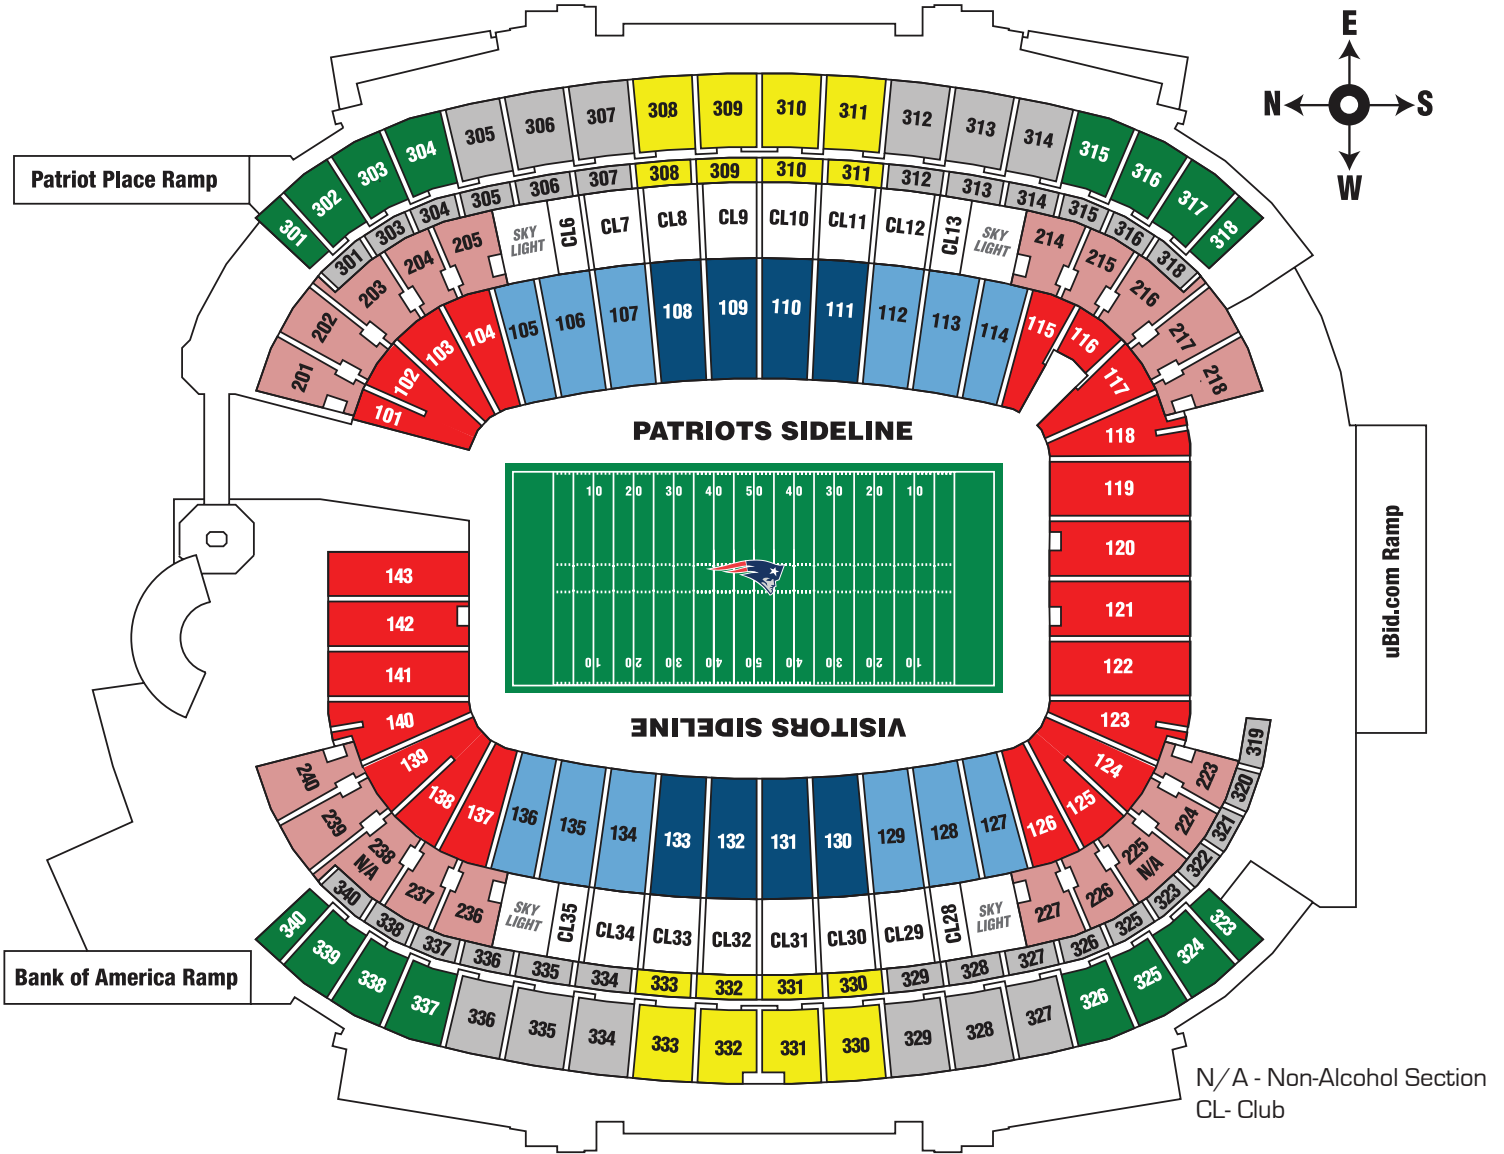 E
N S
W
308 309 310 311
305 306 307 312 313 314
304 315
303 316
302 317
301 318
Patriot Place Ramp
308 309 310 311
305 306 307 312 313 314
304 315
303 316
301 318
205 SKY LIGHT CL6 CL7 CL8 CL9 CL10 CL11 CL12 CL13 SKY LIGHT 214
204 215
203 216
202 217
201 218
104 105 106 107 108 109 110 111 112 113 114 115
103 116
102 117
101 118
PATRIOTS SIDELINE
119
10 20 30 40 50 40 30 20 10
120
143
121
142
122
141
10 20 30 40 50 40 30 20 10
123
140
VISITORS SIDELINE
319
139 124
240 223 320
138 125
137 136 135 134 133 132 131 130 129 128 127 126
239 224 321
238 N/A 225 N/A 322
237 226
236 SKY LIGHT CL35 CL34 CL33 CL32 CL31 CL30 CL29 CL28 SKY LIGHT 227
340 323
338 325
337 326
336 335 334 333 332 331 330 329 328 327
340 323
339 324
338 325
337 326
336 335 334 333 332 331 330 329 328 327
Bank of America Ramp
uBid.com Ramp
N/A - Non-Alcohol Section
CL- Club